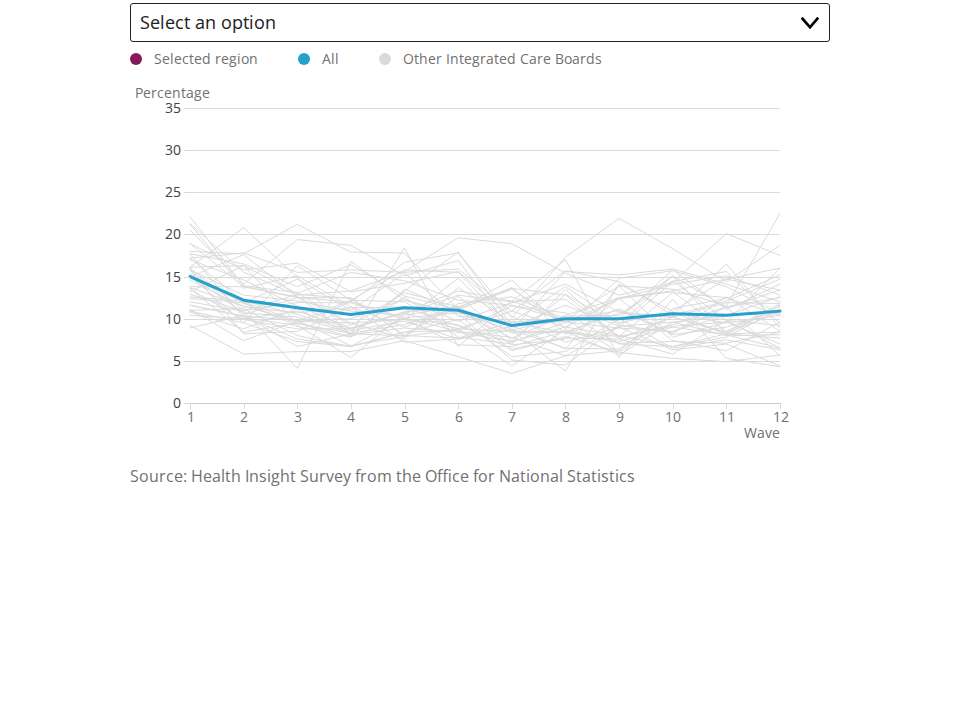 Select an option
Selected region All Other Integrated Care Boards
Percentage
35
30
25
20
15
10
5
0
1 2 3 4 5 6 7 8 9 10 11 12
Wave
Source: Health Insight Survey from the Office for National Statistics